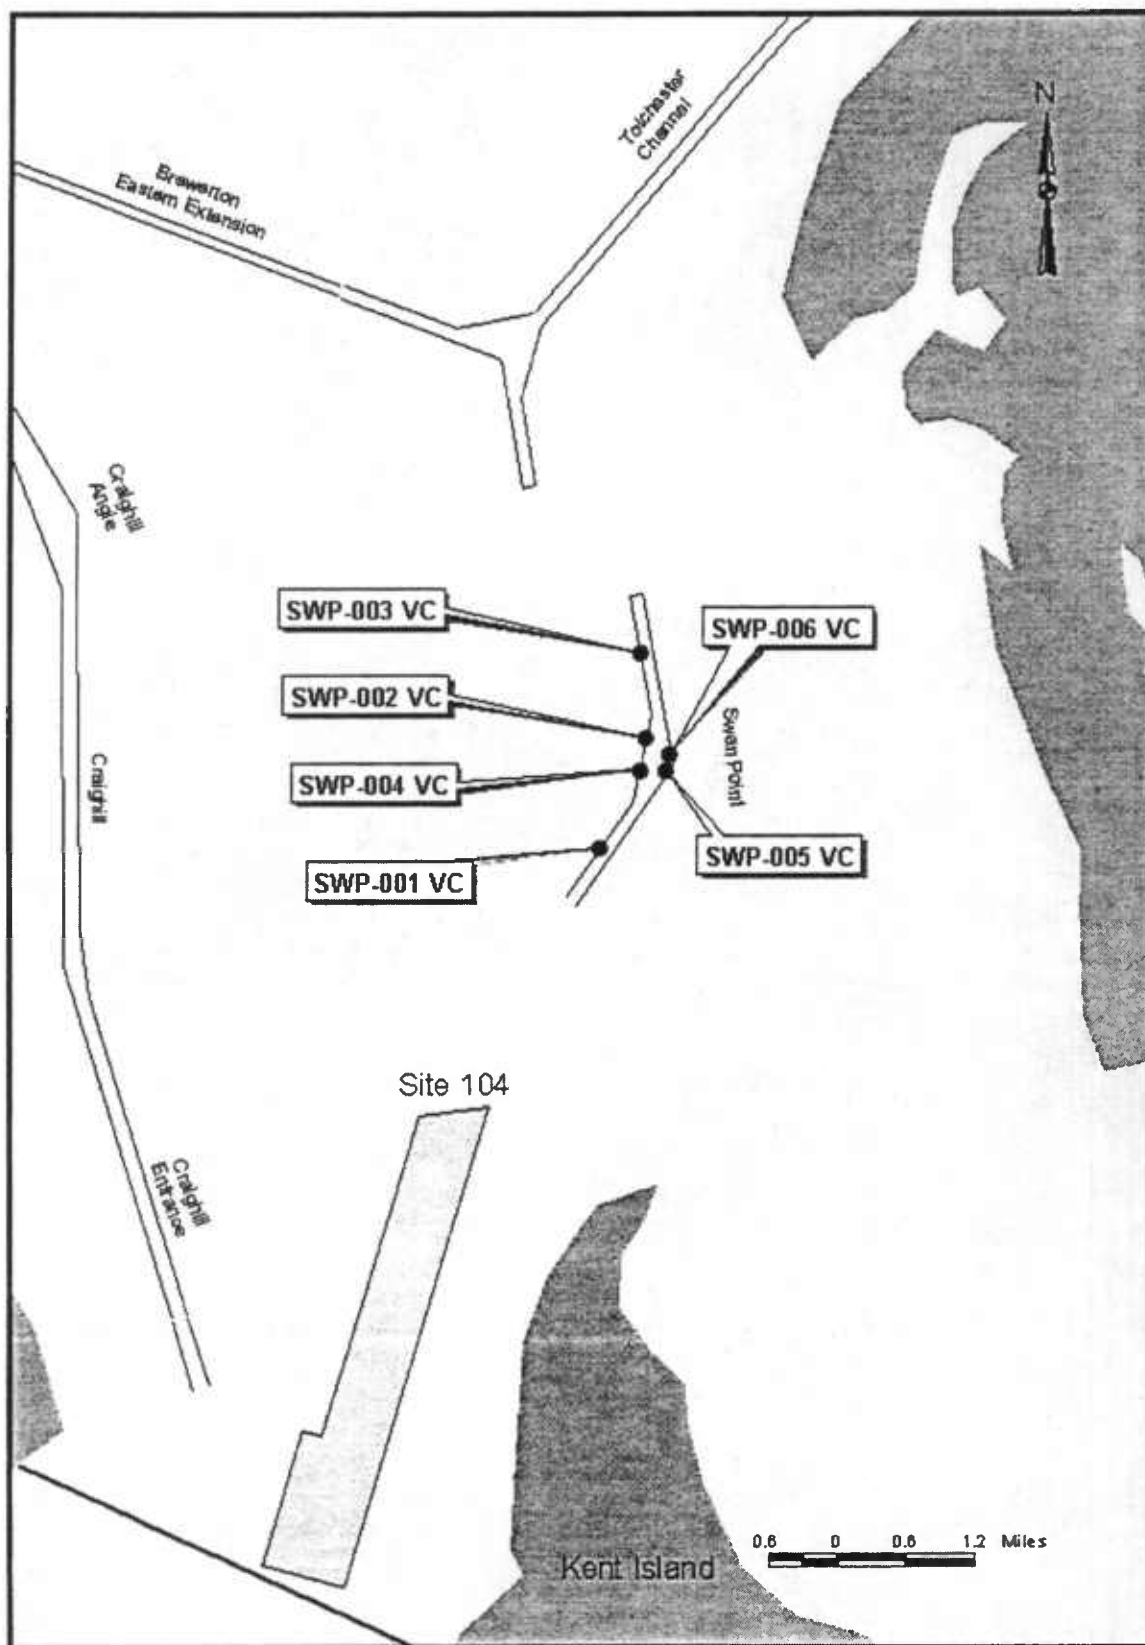 Tolchester
Channel
N
Brewerton
Eastern Extension
Craighill
Angle
SWP-003 VC
SWP-006 VC
SWP-002 VC
Swan Point
Craighill
SWP-004 VC
SWP-005 VC
SWP-001 VC
Site 104
Craighill
Entrance
0.6 0 0.6 1.2 Miles
Kent Island